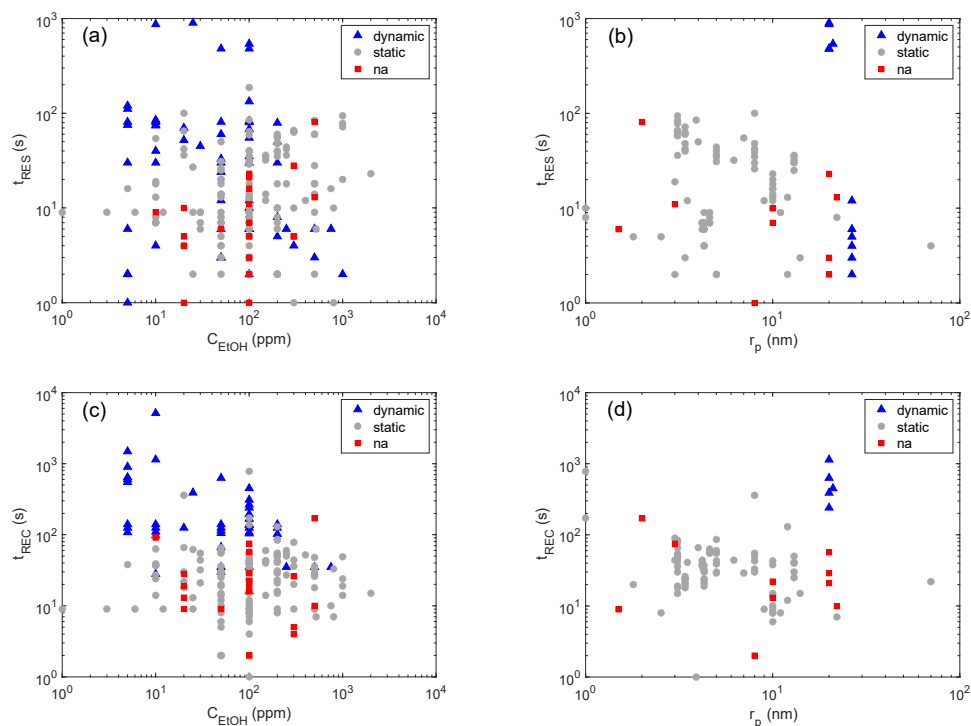 (a)
dynamic
static
na
10^3
10^2
10^1
10^0
t_RES (s)
10^0 10^1 10^2 10^3 10^4
C_EtOH (ppm)
(b)
dynamic
static
na
10^3
10^2
10^1
10^0
t_RES (s)
10^0 10^1 10^2
r_p (nm)
(c)
dynamic
static
na
10^4
10^3
10^2
10^1
10^0
t_REC (s)
10^0 10^1 10^2 10^3 10^4
C_EtOH (ppm)
(d)
dynamic
static
na
10^4
10^3
10^2
10^1
10^0
t_REC (s)
10^0 10^1 10^2
r_p (nm)